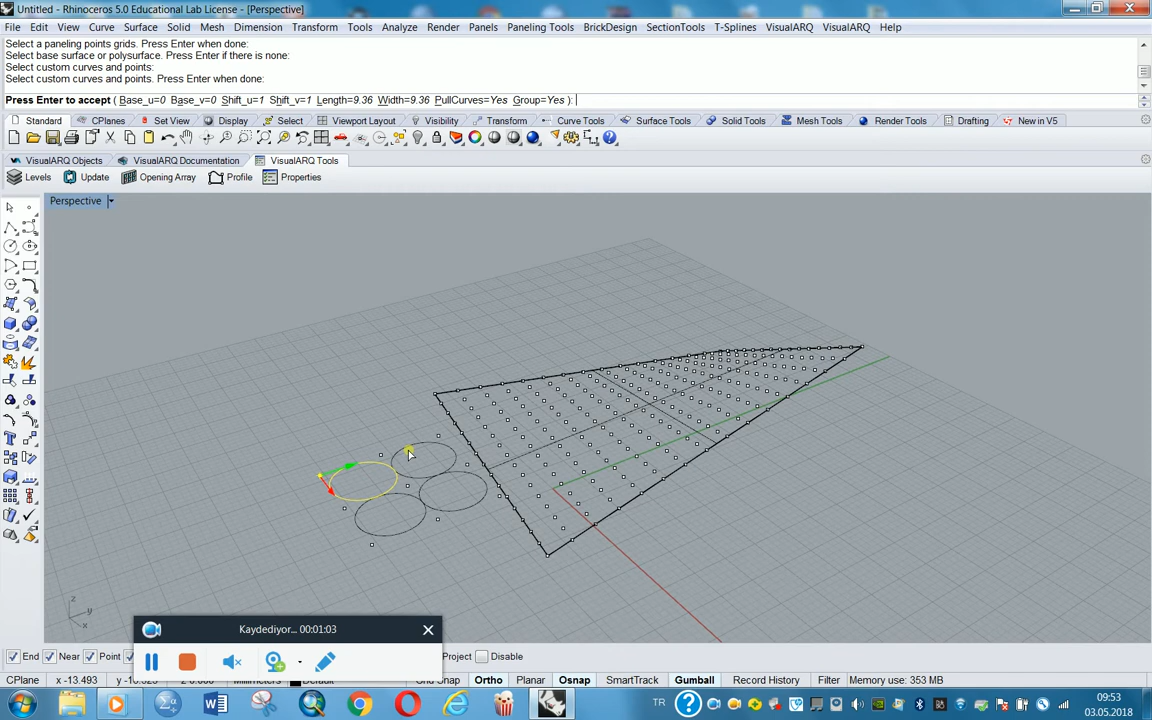 Untitled - Rhinoceros 5.0 Educational Lab License - [Perspective]
File Edit View Curve Surface Solid Mesh Dimension Transform Tools Analyze Render Panels Paneling Tools BrickDesign SectionTools T-Splines VisualARQ VisualARQ Help
Select a paneling points grids. Press Enter when done:
Select base surface or polysurface. Press Enter if there is none:
Select custom curves and points:
Select custom curves and points. Press Enter when done:
Press Enter to accept ( Base_u=0 Base_v=0 Shift_u=1 Shift_v=1 Length=9.36 Width=9.36 PullCurves=Yes Group=Yes ):
Standard CPlanes Set View Display Select Viewport Layout Visibility Transform Curve Tools Surface Tools Solid Tools Mesh Tools Render Tools Drafting New in V5
VisualARQ Objects VisualARQ Documentation VisualARQ Tools
Levels Update Opening Array Profile Properties
Perspective
z
y
x
Kaydediyor... 00:01:03
End Near Point Project Disable
CPlane x -13.493 Default Grid Snap Ortho Planar Osnap SmartTrack Gumball Record History Filter Memory use: 353 MB
TR
09:53
03.05.2018